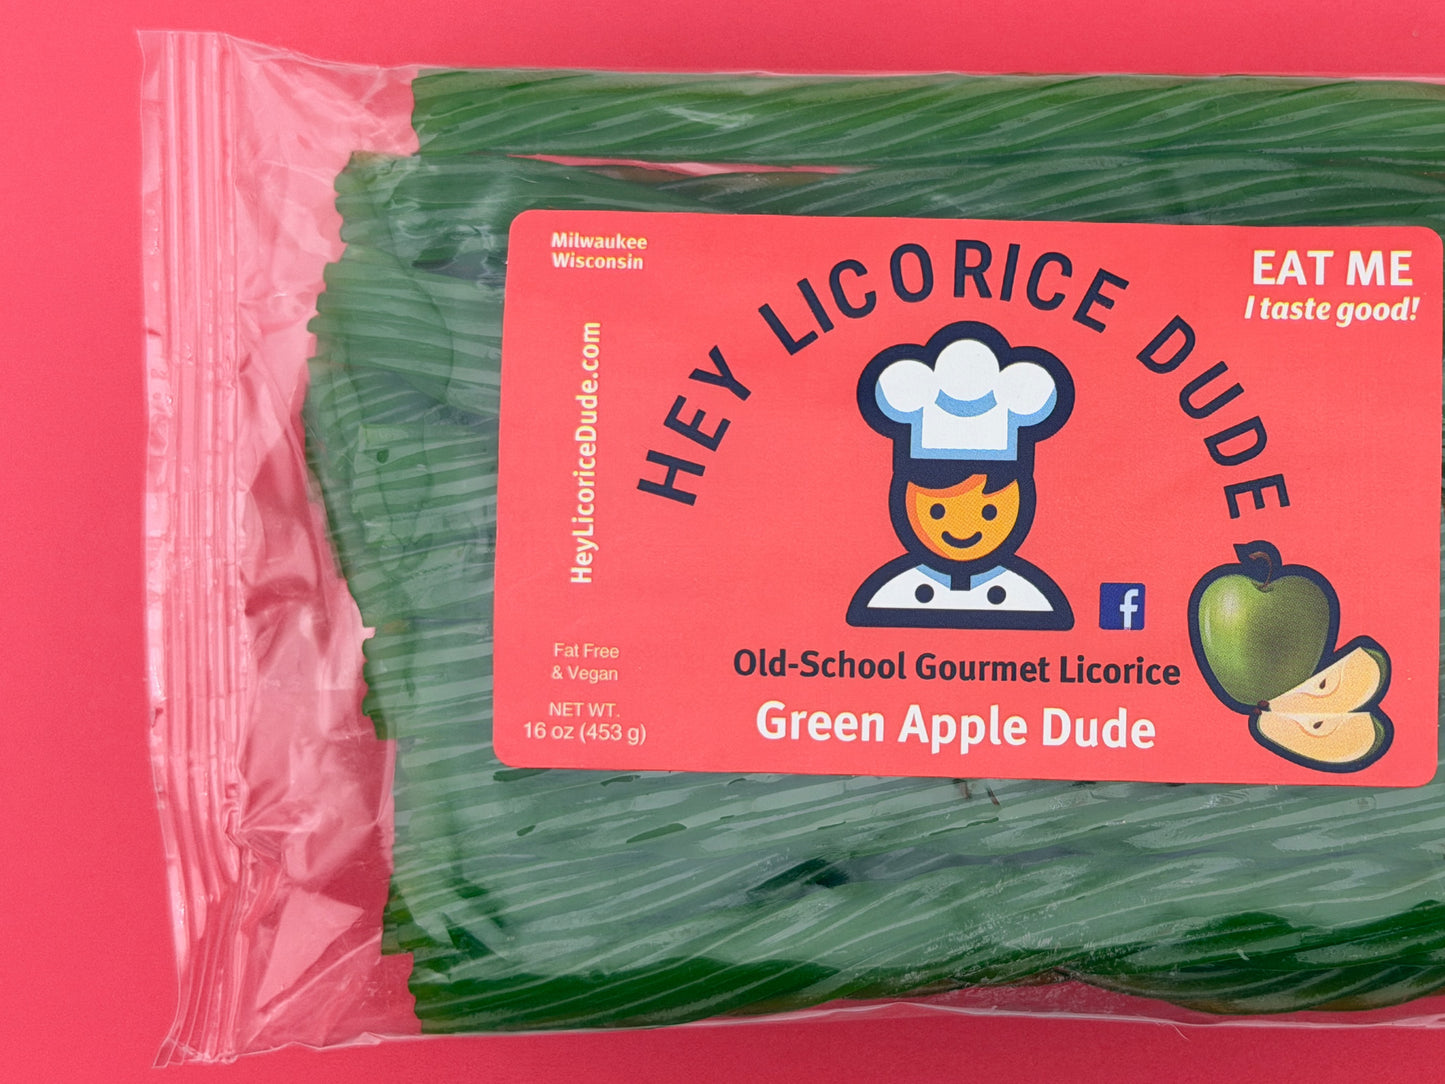 Milwaukee
Wisconsin
HEY LICORICE DUDE
EAT ME
I taste good!
HeyLicoriceDude.com
f
Fat Free
& Vegan
NET WT.
16 oz (453 g)
Old-School Gourmet Licorice
Green Apple Dude